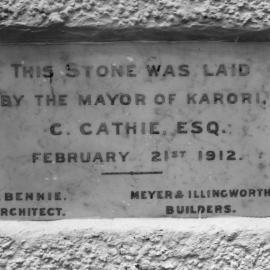 THIS STONE WAS LAID
BY THE MAYOR OF KARORI,
C. CATHIE, ESQ.
FEBRUARY 21ST 1912.
BENNIE. MEYER & ILLINGWORTH
ARCHITECT. BUILDERS.